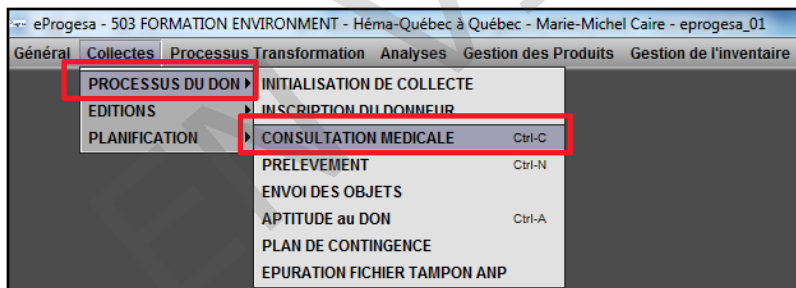 eProgesa - 503 FORMATION ENVIRONMENT - Héma-Québec à Québec - Marie-Michel Caire - eprogesa_01
Général Collectes Processus Transformation Analyses Gestion des Produits Gestion de l'inventaire
PROCESSUS DU DON
EDITIONS
PLANIFICATION
INITIALISATION DE COLLECTE
INSCRIPTION DU DONNEUR
CONSULTATION MEDICALE Ctrl-C
PRELEVEMENT Ctrl-N
ENVOI DES OBJETS
APTITUDE au DON Ctrl-A
PLAN DE CONTINGENCE
EPURATION FICHIER TAMPON ANP